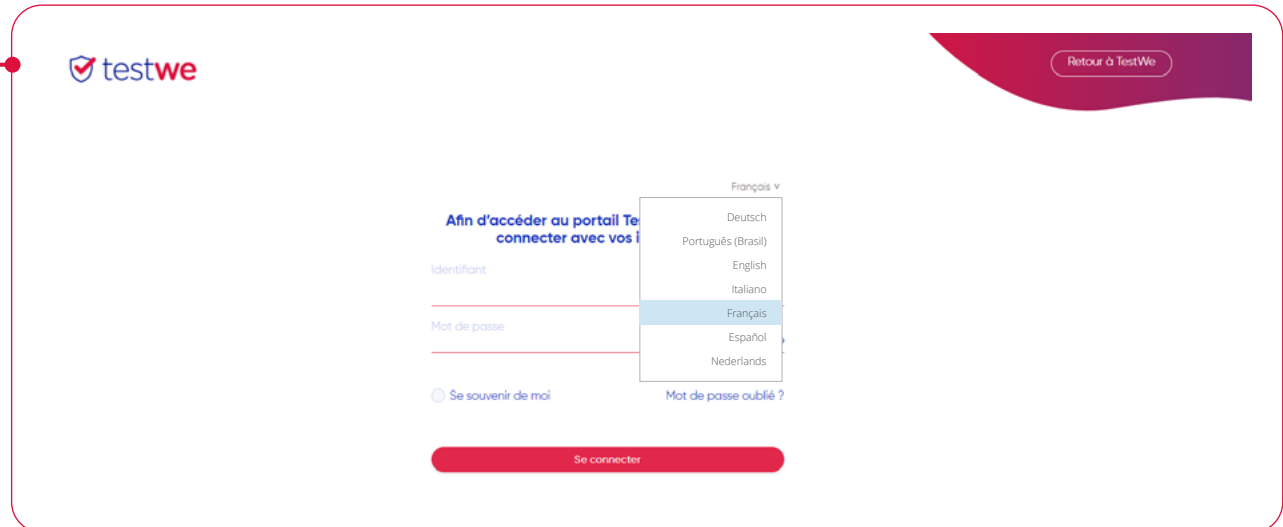 testwe
Retour à TestWe
Français
Afin d'accéder au portail Te
connecter avec vos i
Deutsch
Português (Brasil)
English
Italiano
Français
Español
Nederlands
Identifiant
Mot de passe
Se souvenir de moi
Mot de passe oublié ?
Se connecter